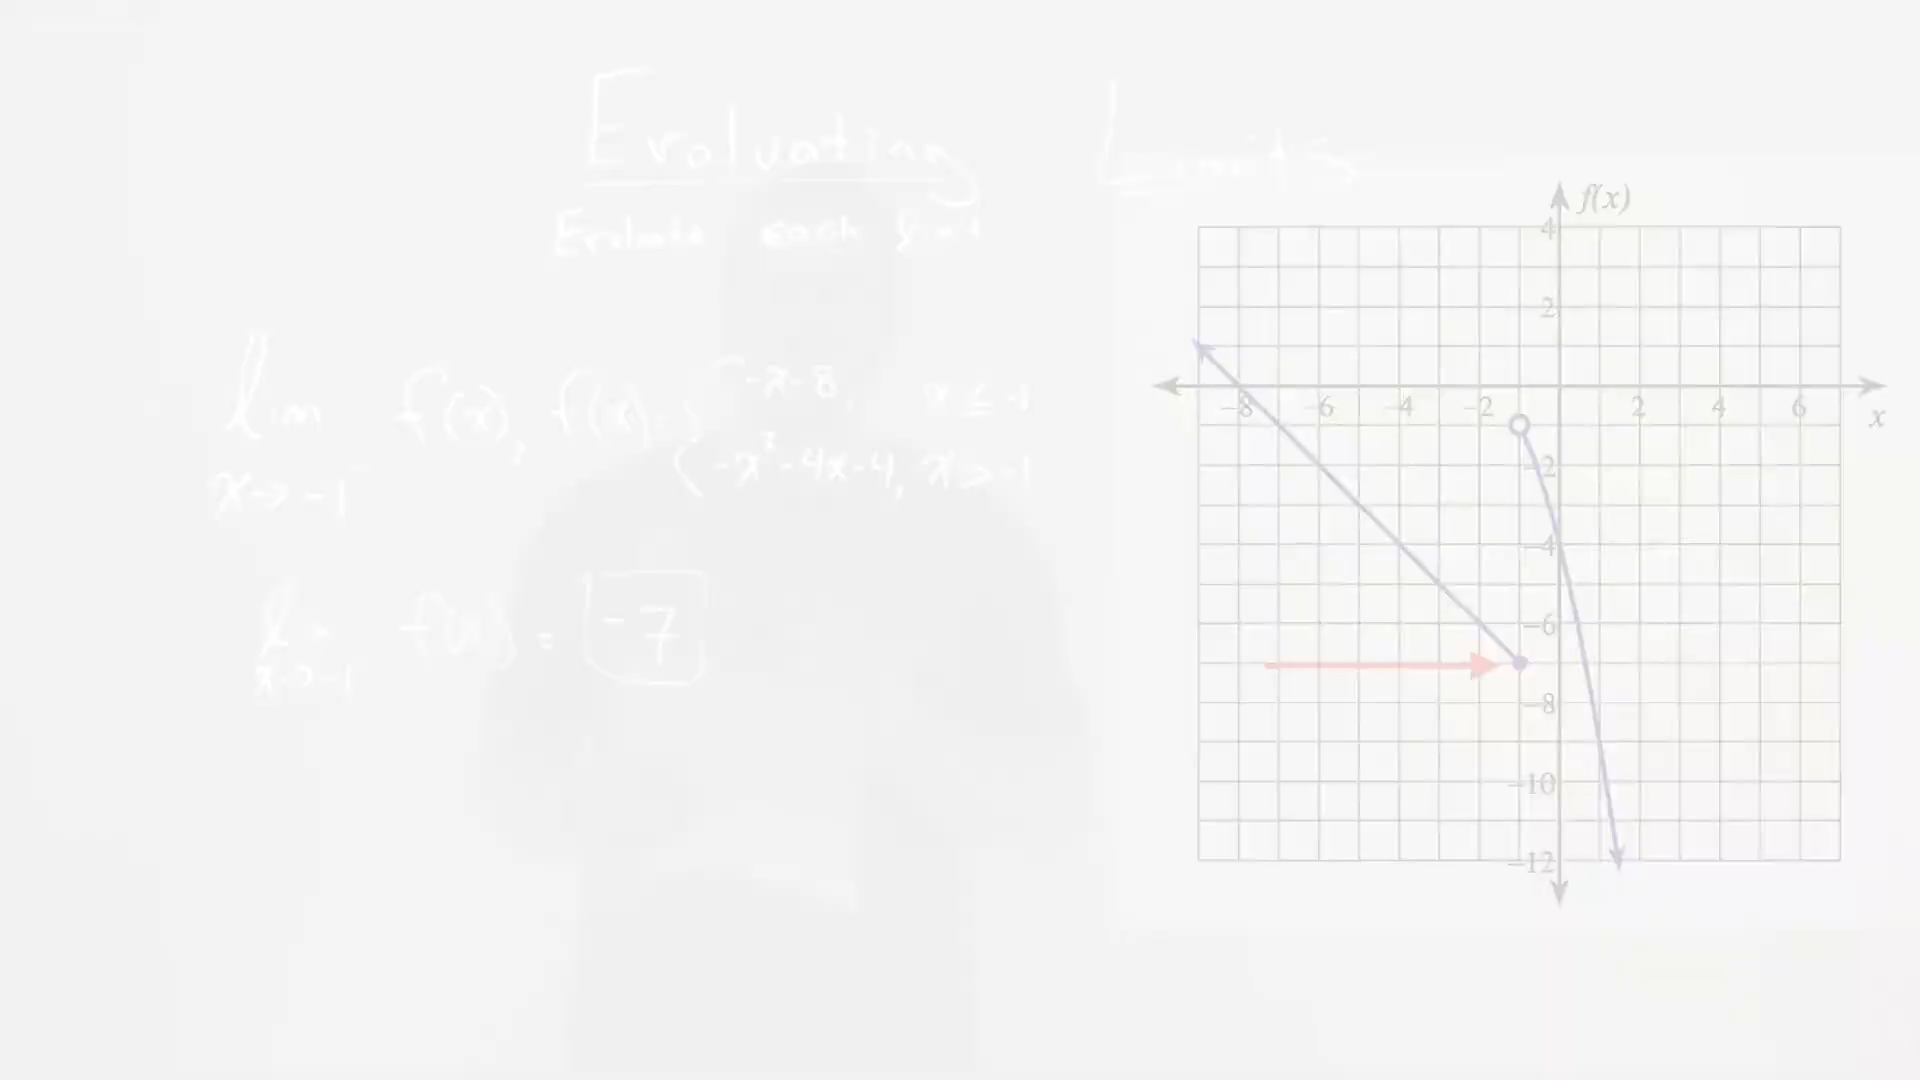 Evaluating Limits
Evaluate each limit
lim f(x), f(x) = { -x-8, x ≤ -1
x→-1 -x²-4x-4, x > -1
lim f(x) = -7
x→-1
f(x)
4
2
-8 -6 -4 -2 2 4 6
x
-2
-4
-6
-8
-10
-12